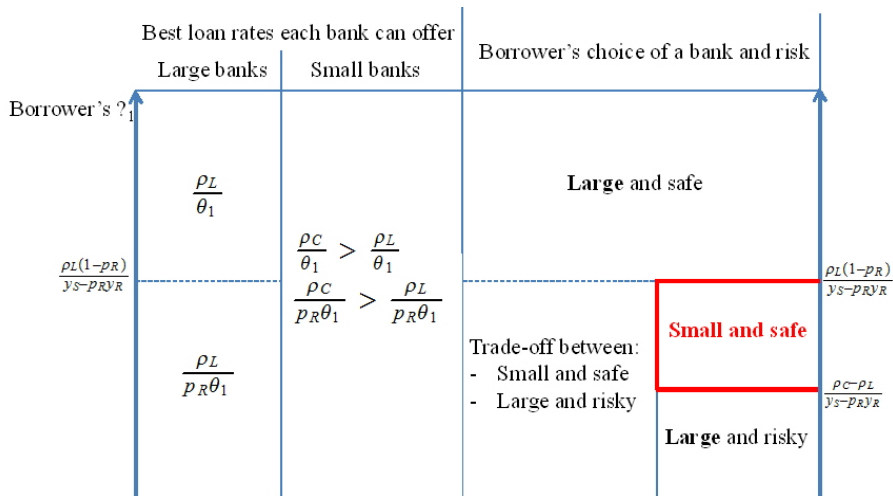 Best loan rates each bank can offer
Borrower's choice of a bank and risk
Large banks
Small banks
Borrower's ?₁
ρL/θ₁
Large and safe
ρC/θ₁ > ρL/θ₁
ρL(1−pR)/yS−pRyR
ρL(1−pR)/yS−pRyR
ρC/pRθ₁ > ρL/pRθ₁
Small and safe
Trade-off between:
- Small and safe
- Large and risky
ρL/pRθ₁
ρC−ρL/yS−pRyR
Large and risky